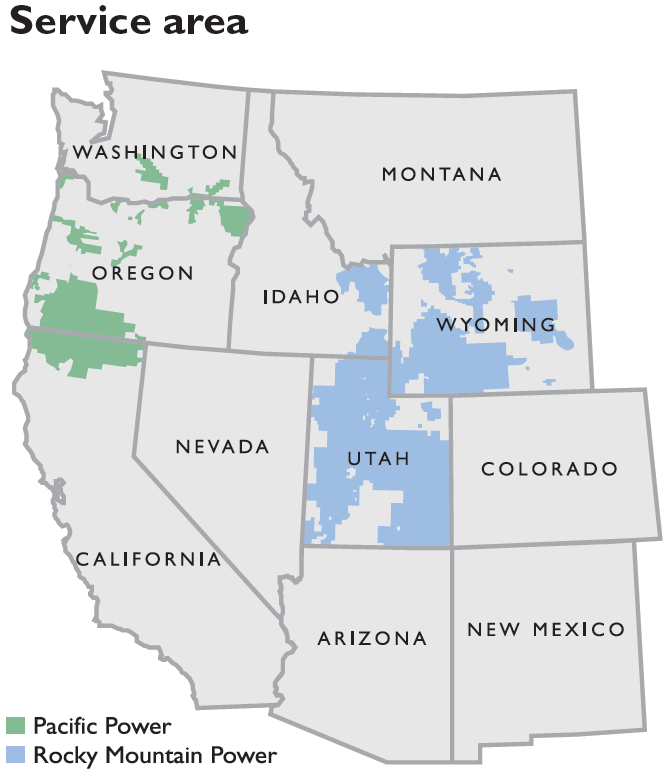 Service area
WASHINGTON
MONTANA
OREGON
IDAHO
WYOMING
NEVADA
UTAH
COLORADO
CALIFORNIA
ARIZONA
NEW MEXICO
Pacific Power
Rocky Mountain Power